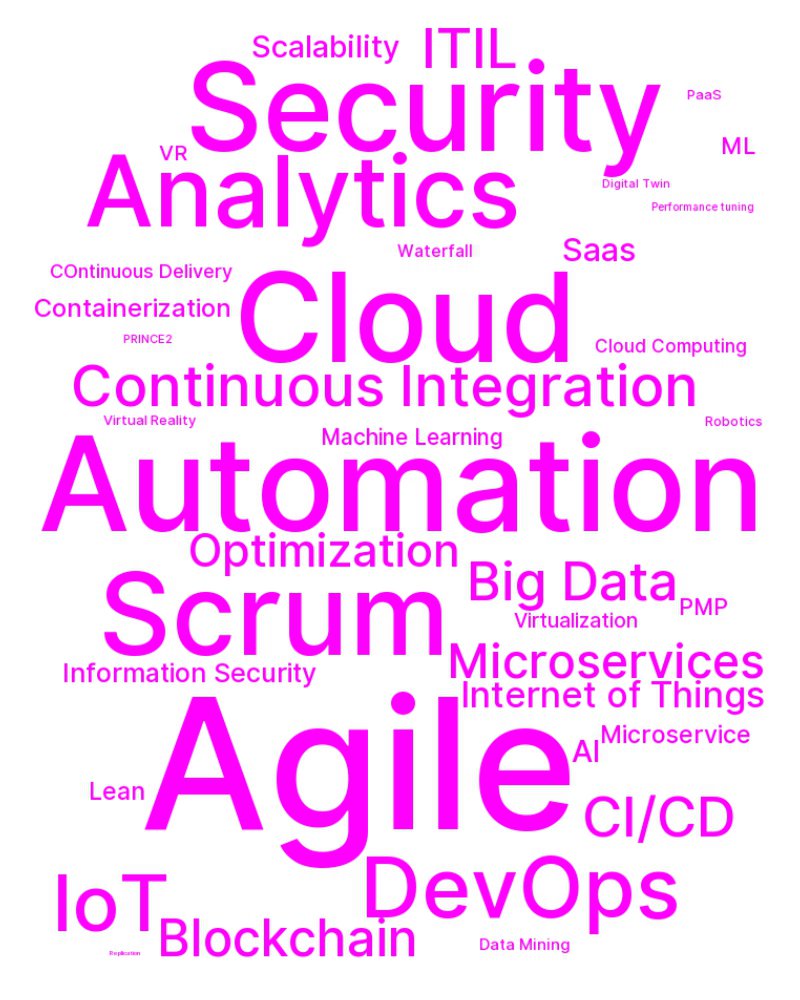 Scalability
ITIL
Security
PaaS
VR
ML
Analytics
Digital Twin
Performance tuning
Waterfall
Saas
COntinuous Delivery
Containerization
Cloud
PRINCE2
Cloud Computing
Continuous Integration
Virtual Reality
Robotics
Machine Learning
Automation
Optimization
Big Data
Scrum
PMP
Virtualization
Microservices
Information Security
Internet of Things
Agile
Microservice
AI
Lean
CI/CD
DevOps
IoT
Blockchain
Data Mining
Replication